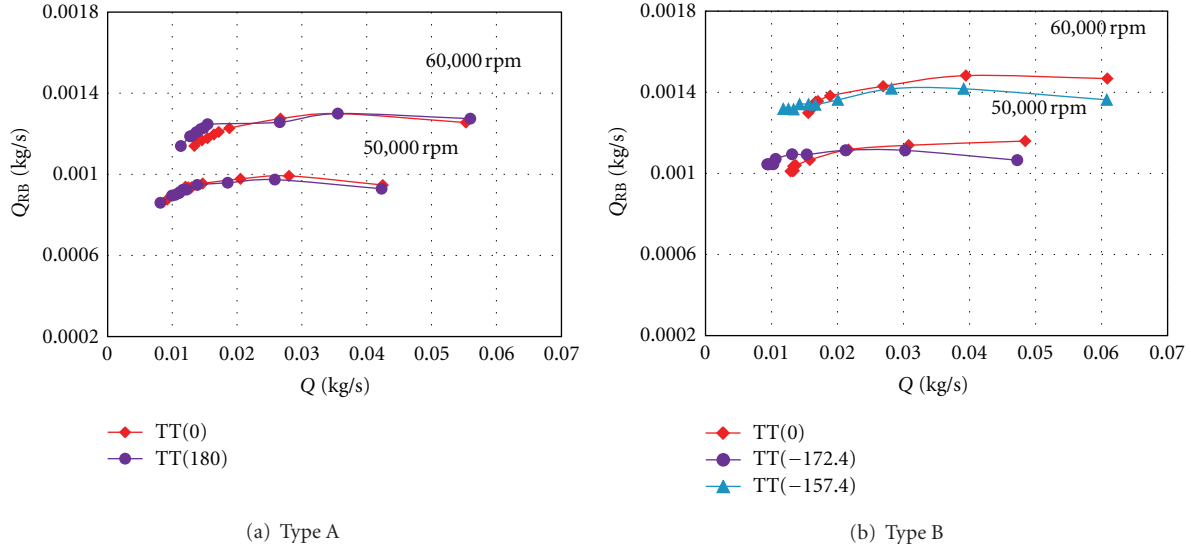 0.0018
60,000 rpm
0.0014
50,000 rpm
0.001
0.0006
0.0002
0 0.01 0.02 0.03 0.04 0.05 0.06 0.07
Q_RB (kg/s)
Q (kg/s)
TT(0)
TT(180)
(a) Type A
0.0018
60,000 rpm
0.0014
50,000 rpm
0.001
0.0006
0.0002
0 0.01 0.02 0.03 0.04 0.05 0.06 0.07
Q_RB (kg/s)
Q (kg/s)
TT(0)
TT(−172.4)
TT(−157.4)
(b) Type B